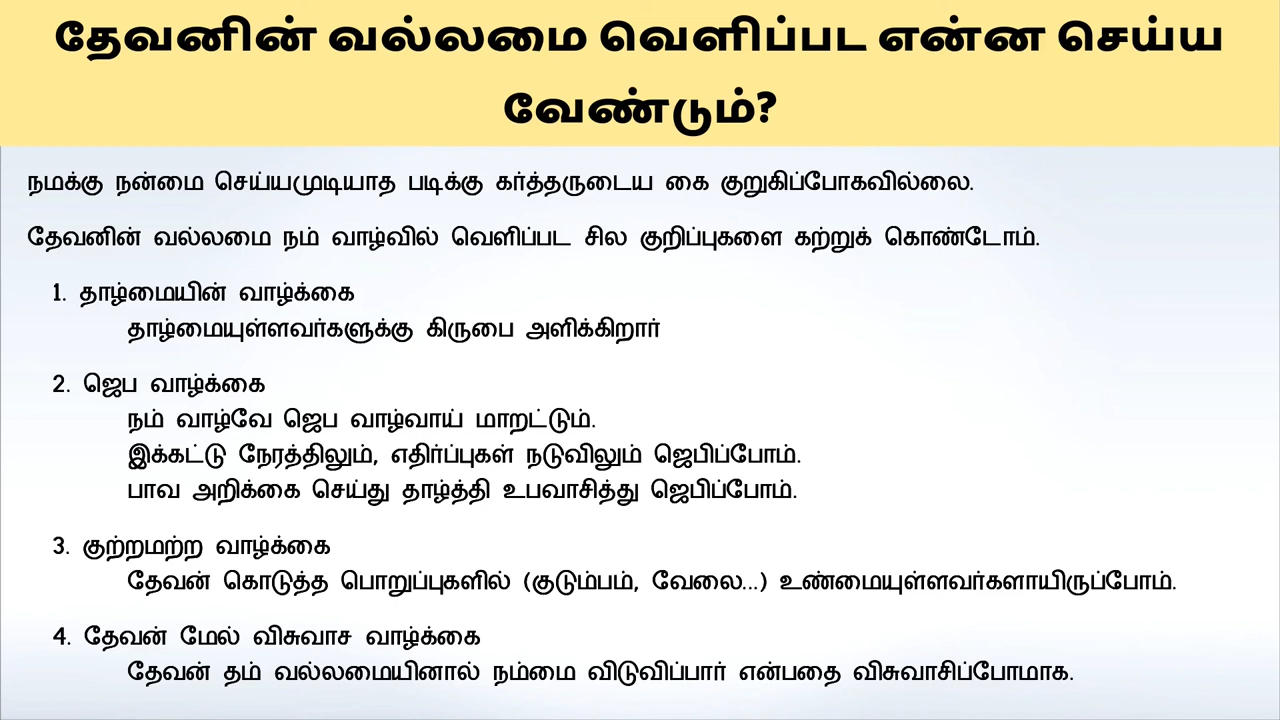 தேவனின் வல்லமை வெளிப்பட என்ன செய்ய
வேண்டும்?
நமக்கு நன்மை செய்யமுடியாத படிக்கு கர்த்தருடைய கை குறுகிப்போகவில்லை.
தேவனின் வல்லமை நம் வாழ்வில் வெளிப்பட சில குறிப்புகளை கற்றுக் கொண்டோம்.
1. தாழ்மையின் வாழ்க்கை
தாழ்மையுள்ளவர்களுக்கு கிருபை அளிக்கிறார்
2. ஜெப வாழ்க்கை
நம் வாழ்வே ஜெப வாழ்வாய் மாறட்டும்.
இக்கட்டு நேரத்திலும், எதிர்ப்புகள் நடுவிலும் ஜெபிப்போம்.
பாவ அறிக்கை செய்து தாழ்த்தி உபவாசித்து ஜெபிப்போம்.
3. குற்றமற்ற வாழ்க்கை
தேவன் கொடுத்த பொறுப்புகளில் (குடும்பம், வேலை...) உண்மையுள்ளவர்களாயிருப்போம்.
4. தேவன் மேல் விசுவாச வாழ்க்கை
தேவன் தம் வல்லமையினால் நம்மை விடுவிப்பார் என்பதை விசுவாசிப்போமாக.